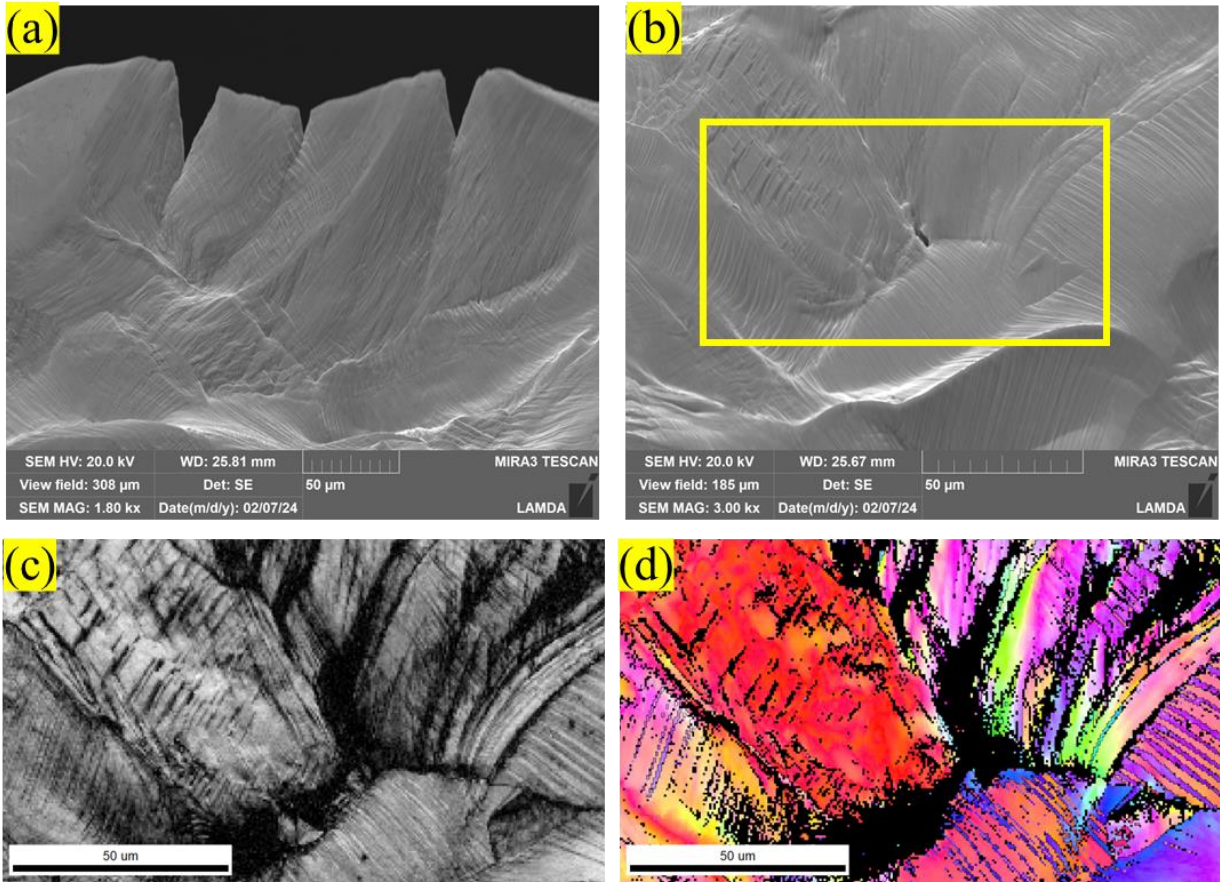 (a)
SEM HV: 20.0 kV WD: 25.81 mm MIRA3 TESCAN
View field: 308 µm Det: SE 50 µm
SEM MAG: 1.80 kx Date(m/d/y): 02/07/24 LAMDA
(b)
SEM HV: 20.0 kV WD: 25.67 mm MIRA3 TESCAN
View field: 185 µm Det: SE 50 µm
SEM MAG: 3.00 kx Date(m/d/y): 02/07/24 LAMDA
(c)
50 um
(d)
50 um